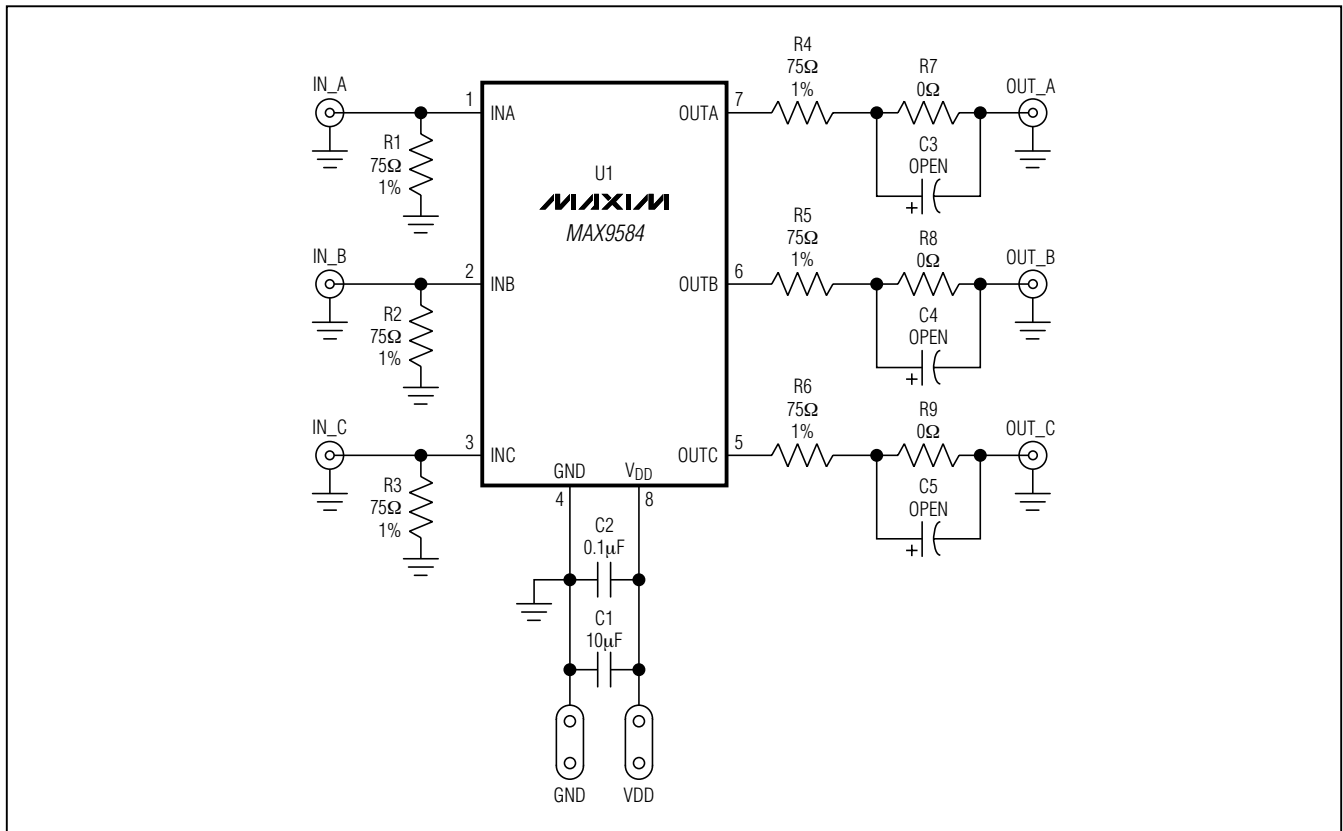 IN_A
1
INA
R1
75Ω
1%
IN_B
2
INB
R2
75Ω
1%
IN_C
3
INC
R3
75Ω
1%
U1
MAXIM
MAX9584
OUTA
7
R4
75Ω
1%
R7
0Ω
C3
OPEN
+
OUT_A
OUTB
6
R5
75Ω
1%
R8
0Ω
C4
OPEN
+
OUT_B
OUTC
5
R6
75Ω
1%
R9
0Ω
C5
OPEN
+
OUT_C
GND
VDD
4
8
C2
0.1µF
C1
10µF
GND
VDD